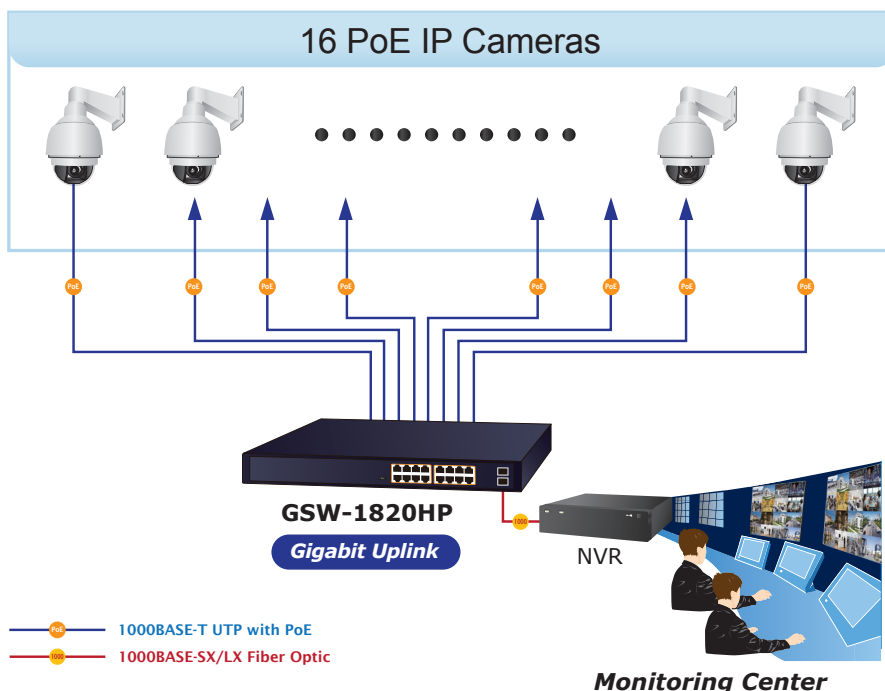 16 PoE IP Cameras
PoE PoE PoE PoE PoE PoE PoE PoE
GSW-1820HP
Gigabit Uplink
1000
NVR
PoE 1000BASE-T UTP with PoE
1000 1000BASE-SX/LX Fiber Optic
Monitoring Center